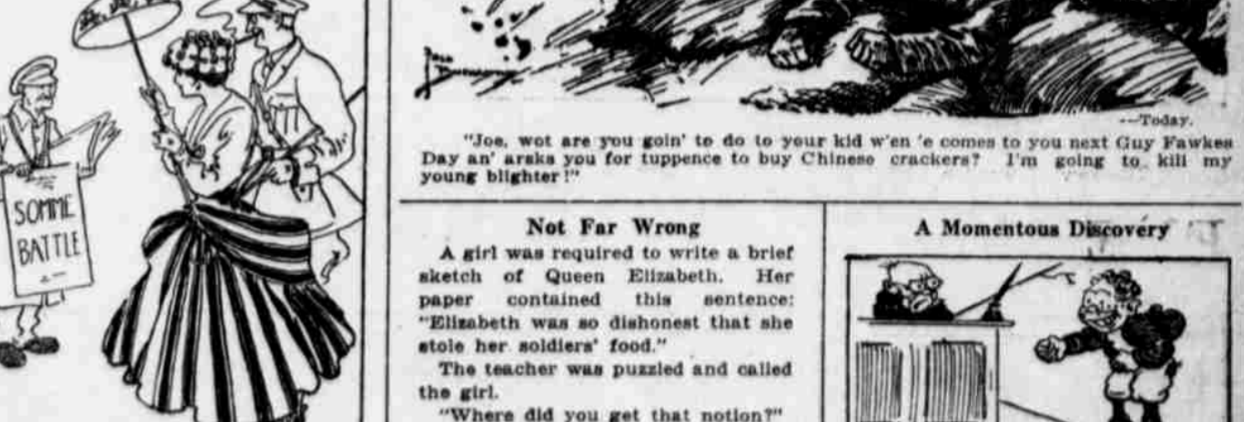 SOMME
BATTLE
—Today.
"Joe, wot are you goin' to do to your kid w'en 'e comes to you next Guy Fawkes
Day an' arsks you for tuppence to buy Chinese crackers? I'm going to kill my
young blighter!"
Not Far Wrong
A girl was required to write a brief
sketch of Queen Elizabeth. Her
paper contained this sentence:
"Elizabeth was so dishonest that she
stole her soldiers' food."
The teacher was puzzled and called
the girl.
"Where did you get that notion?"
A Momentous Discovery